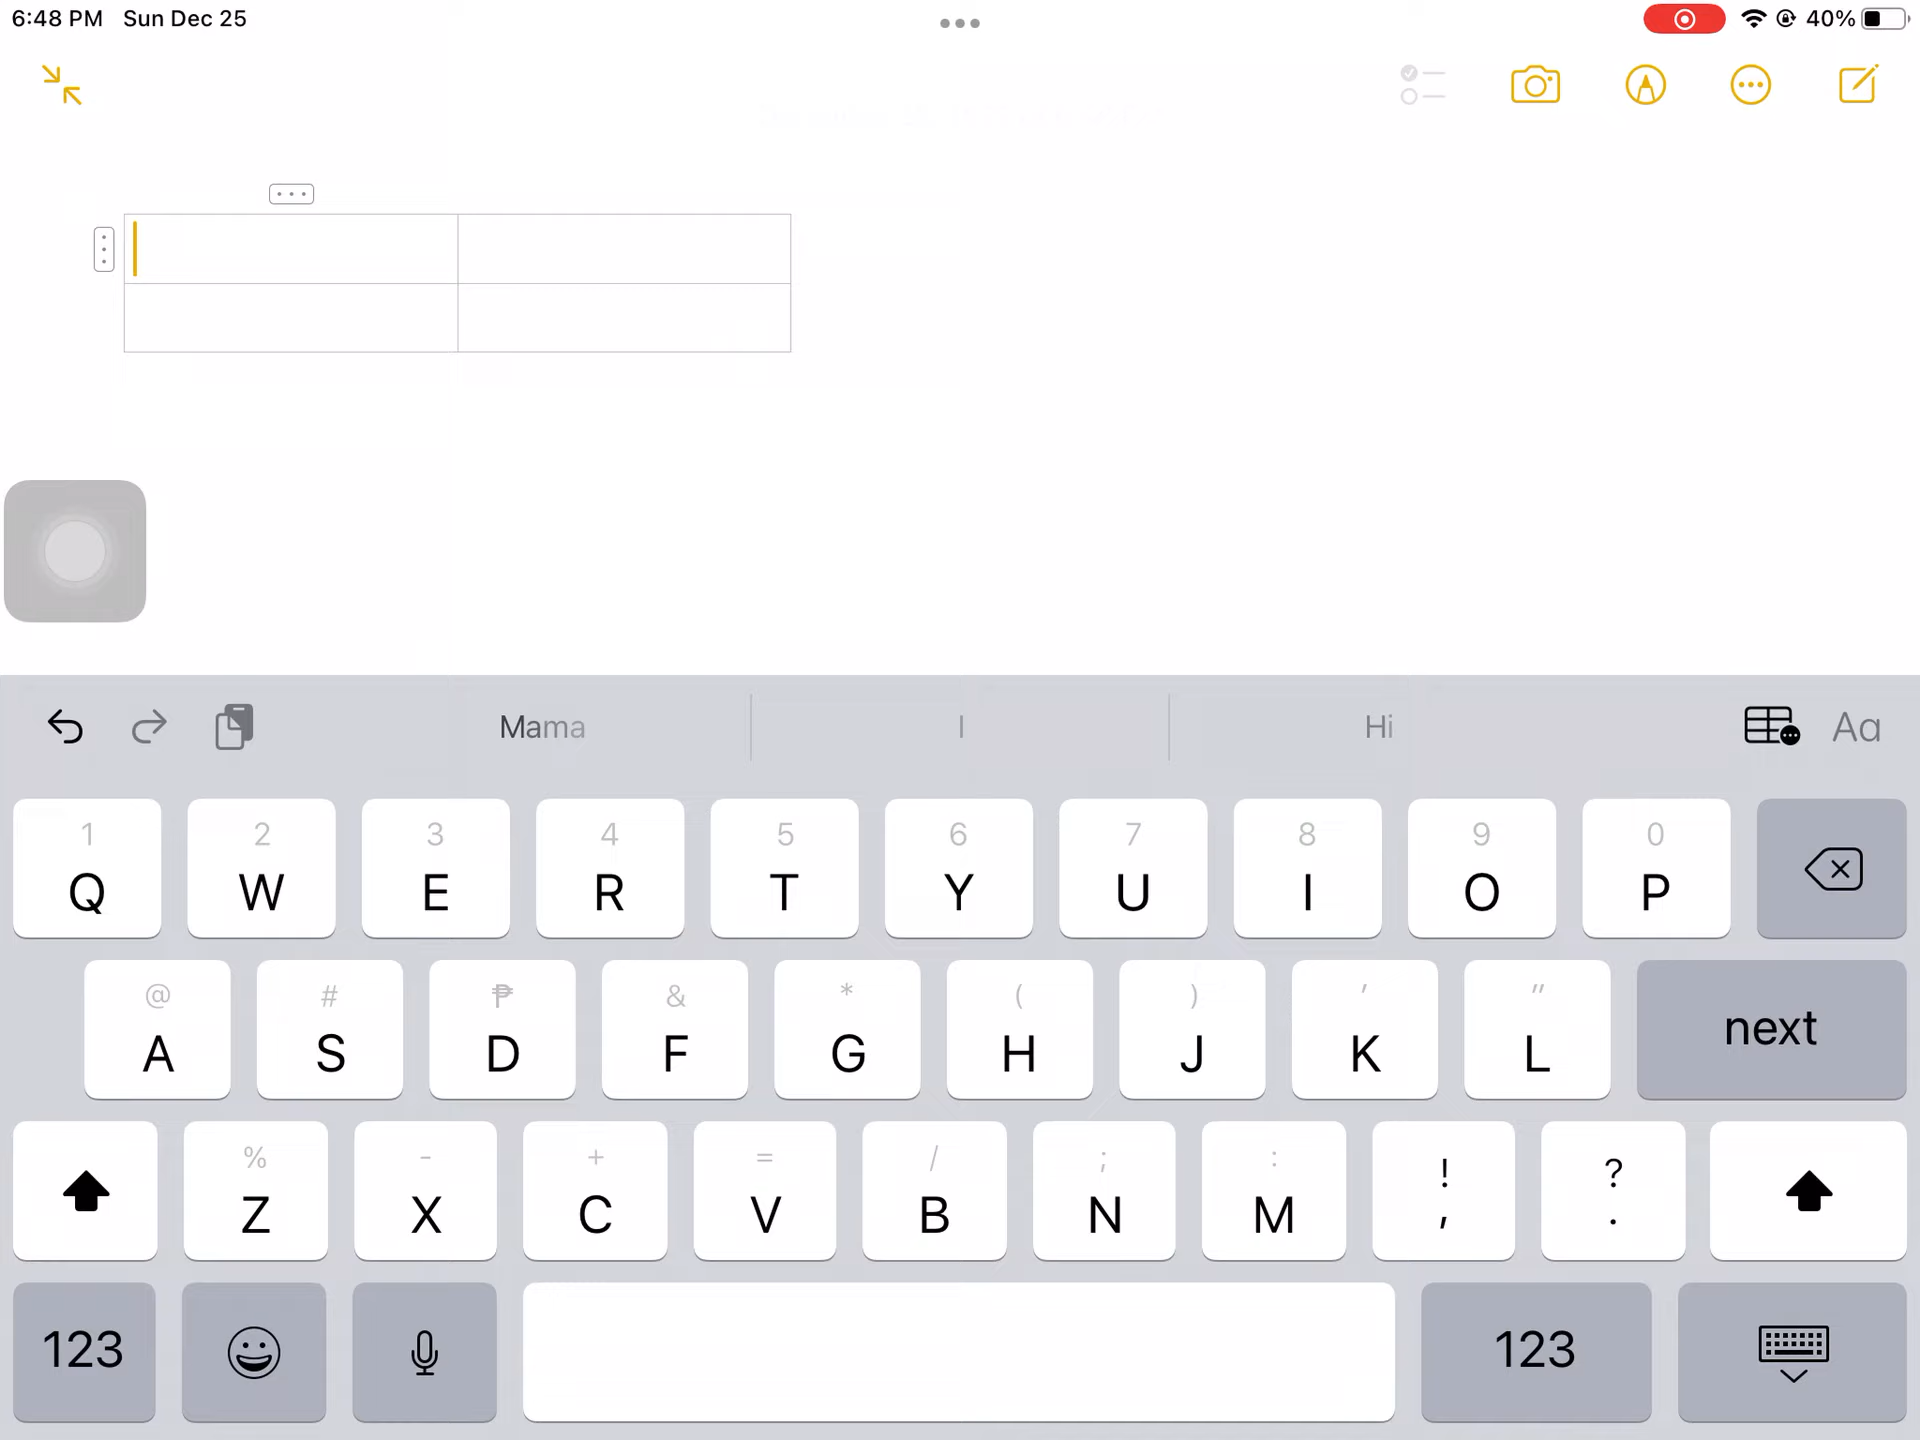 6:48 PM Sun Dec 25 40%
Mama I Hi Aa
1 2 3 4 5 6 7 8 9 0
Q W E R T Y U I O P
@ # ₱ & * ( ) ' "
A S D F G H J K L next
% - + = / ; : ! ?
Z X C V B N M , .
123 123